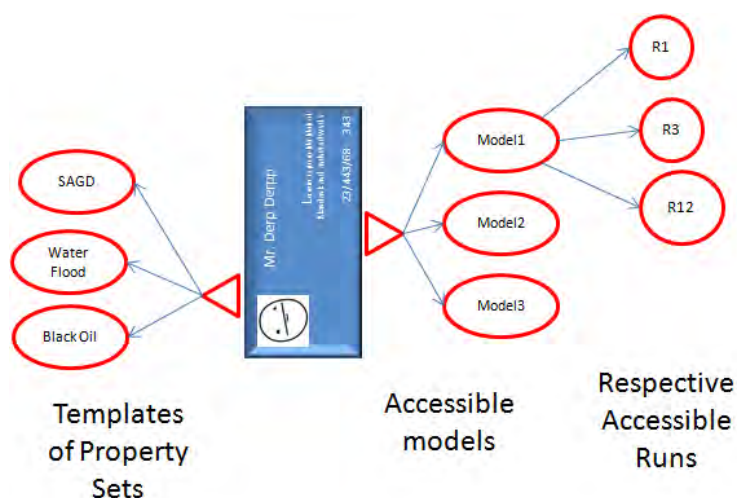 R1
R3
R12
Model1
Model2
Model3
SAGD
Water
Flood
Black Oil
Mr. Derp Derpp
23/443/68 343
Templates
of Property
Sets
Accessible
models
Respective
Accessible
Runs